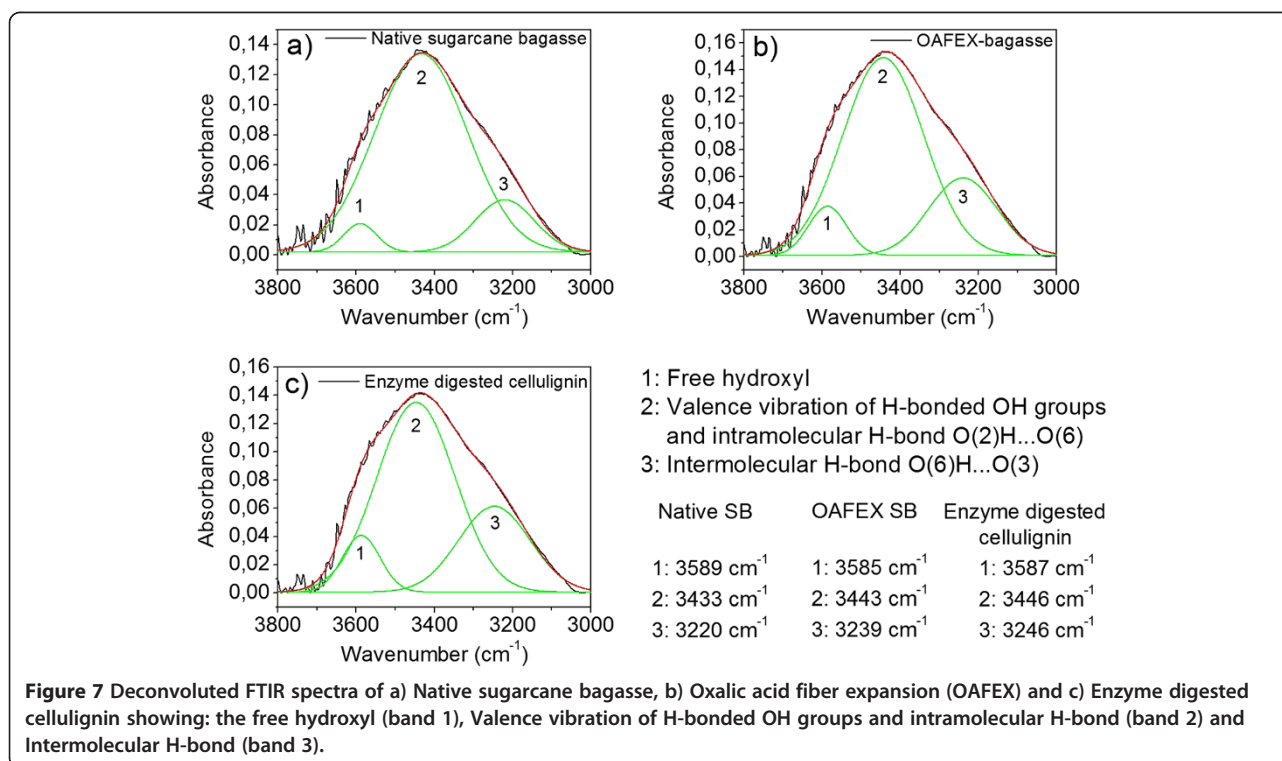 a) Native sugarcane bagasse
0,14
0,12
0,10
0,08
0,06
0,04
0,02
0,00
Absorbance
1
2
3
3800 3600 3400 3200 3000
Wavenumber (cm-1)
b) OAFEX-bagasse
0,16
0,14
0,12
0,10
0,08
0,06
0,04
0,02
0,00
Absorbance
1
2
3
3800 3600 3400 3200 3000
Wavenumber (cm-1)
c) Enzyme digested cellulignin
0,16
0,14
0,12
0,10
0,08
0,06
0,04
0,02
0,00
Absorbance
1
2
3
3800 3600 3400 3200 3000
Wavenumber (cm-1)
1: Free hydroxyl
2: Valence vibration of H-bonded OH groups
and intramolecular H-bond O(2)H...O(6)
3: Intermolecular H-bond O(6)H...O(3)
Native SB OAFEX SB Enzyme digested
cellulignin
1: 3589 cm-1 1: 3585 cm-1 1: 3587 cm-1
2: 3433 cm-1 2: 3443 cm-1 2: 3446 cm-1
3: 3220 cm-1 3: 3239 cm-1 3: 3246 cm-1
Figure 7 Deconvoluted FTIR spectra of a) Native sugarcane bagasse, b) Oxalic acid fiber expansion (OAFEX) and c) Enzyme digested
cellulignin showing: the free hydroxyl (band 1), Valence vibration of H-bonded OH groups and intramolecular H-bond (band 2) and
Intermolecular H-bond (band 3).